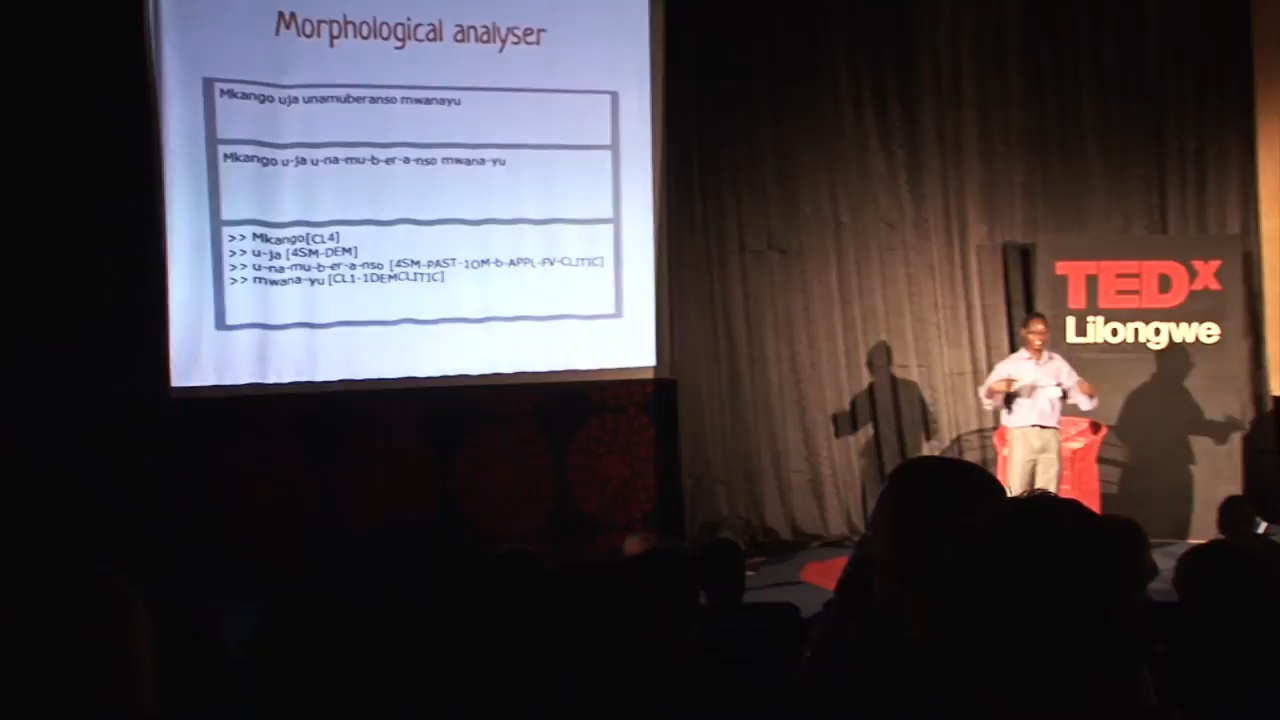 Morphological analyser
Mkango uja unamuberanso mwanayu
Mkango u-ja u-na-mu-b-er-a-nso mwana-yu
>> Mkango[CL4]
>> u-ja [4SM-DEM]
>> u-na-mu-b-er-a-nso [4SM-PAST-1OM-b-APPL-FV-CLITIC]
>> mwana-yu [CL1-1DEMCLITIC]
TEDx
Lilongwe